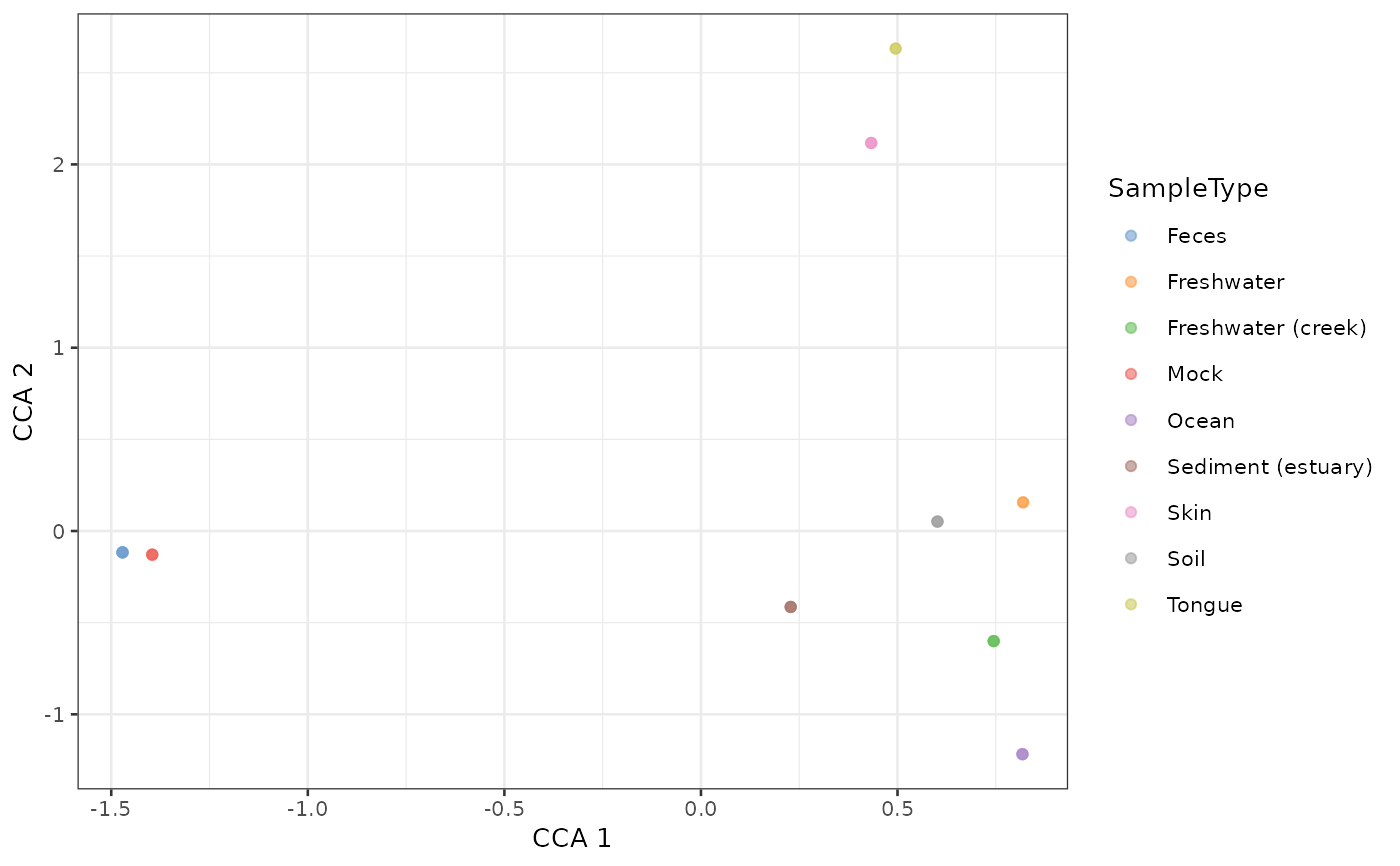 CCA 2
2
1
0
-1
-1.5
-1.0
-0.5
0.0
0.5
CCA 1
SampleType
Feces
Freshwater
Freshwater (creek)
Mock
Ocean
Sediment (estuary)
Skin
Soil
Tongue